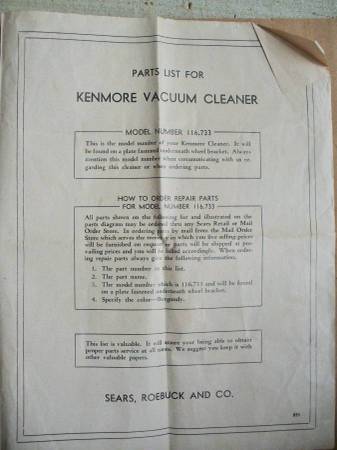 PARTS LIST FOR
KENMORE VACUUM CLEANER
MODEL NUMBER 116.733
This is the model number of your Kenmore Cleaner. It will
be found on a plate fastened underneath wheel bracket. Always
mention this model number when communicating with us re-
garding this cleaner or when ordering parts.
HOW TO ORDER REPAIR PARTS
FOR MODEL NUMBER 116.733
All parts shown on the following list and illustrated on the
parts diagram may be ordered thru any Sears Retail or Mail
Order Store. In ordering parts by mail from the Mail Order
Store which serves the territory in which you live selling prices
will be furnished on request or parts will be shipped at pre-
vailing prices and you will be billed accordingly. When order-
ing repair parts always give the following information.
1. The part number in this list.
2. The part name.
3. The model number which is 116.733 and will be found
on a plate fastened underneath wheel bracket.
4. Specify the color—Burgundy.
This list is valuable. It will assure your being able to obtain
proper parts service at all times. We suggest you keep it with
other valuable papers.
SEARS, ROEBUCK AND CO.